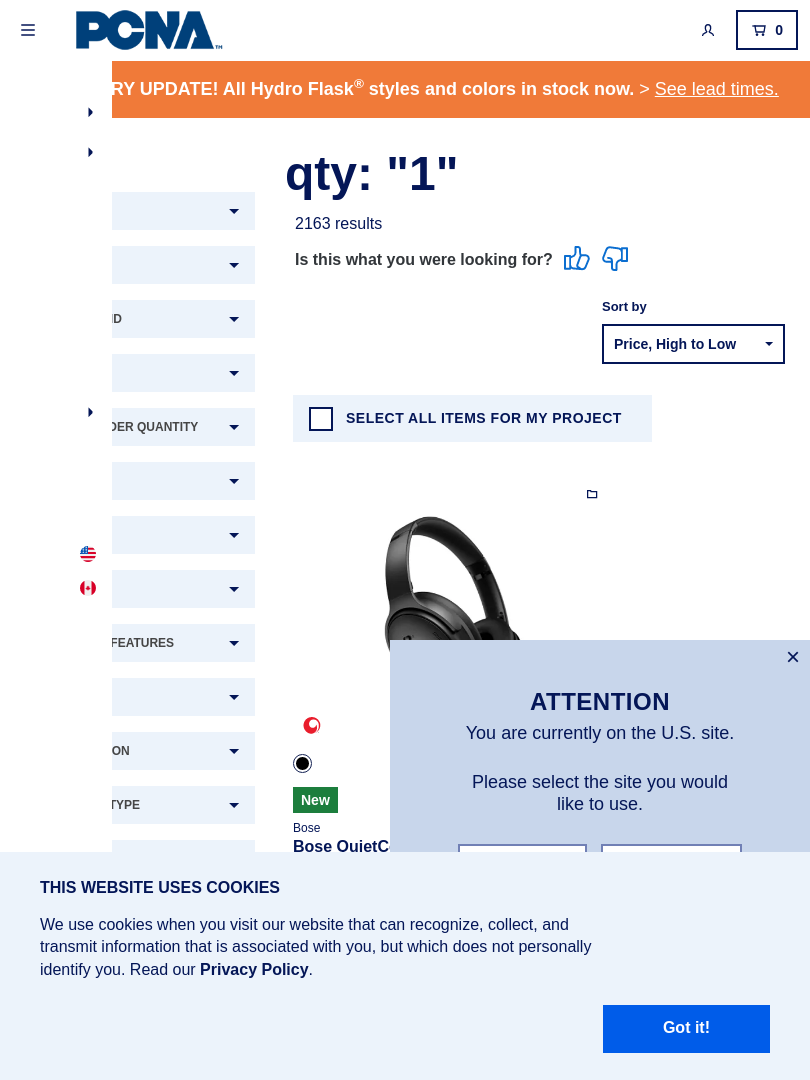 PCNA™
0
RY UPDATE! All Hydro Flask® styles and colors in stock now. > See lead times.
qty: "1"
2163 results
Is this what you were looking for?
Sort by
Price, High to Low
SELECT ALL ITEMS FOR MY PROJECT
QUANTITY
FEATURES
TYPE
New
Bose
ATTENTION
You are currently on the U.S. site.
Please select the site you would
like to use.
THIS WEBSITE USES COOKIES
We use cookies when you visit our website that can recognize, collect, and
transmit information that is associated with you, but which does not personally
identify you. Read our Privacy Policy.
Got it!